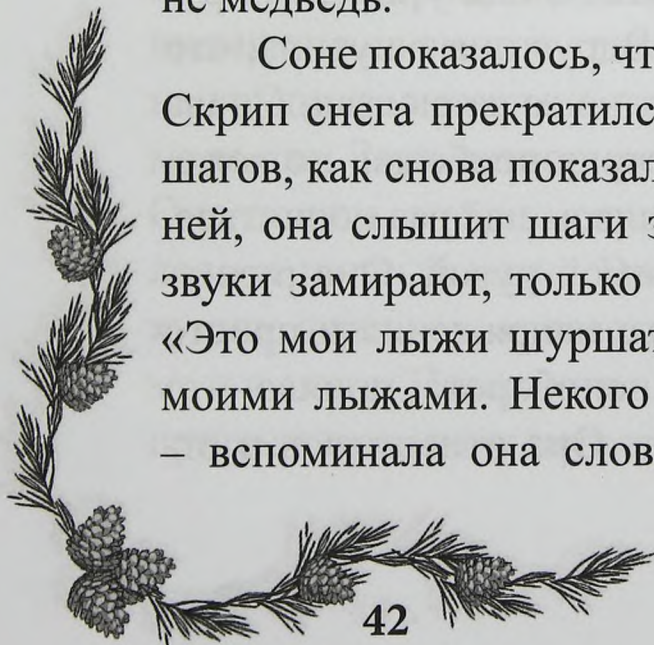 не медведь.
Соне показалось, чт
Скрип снега прекратилс
шагов, как снова показал
ней, она слышит шаги з
звуки замирают, только
«Это мои лыжи шуршат
моими лыжами. Некого
– вспоминала она слов
42